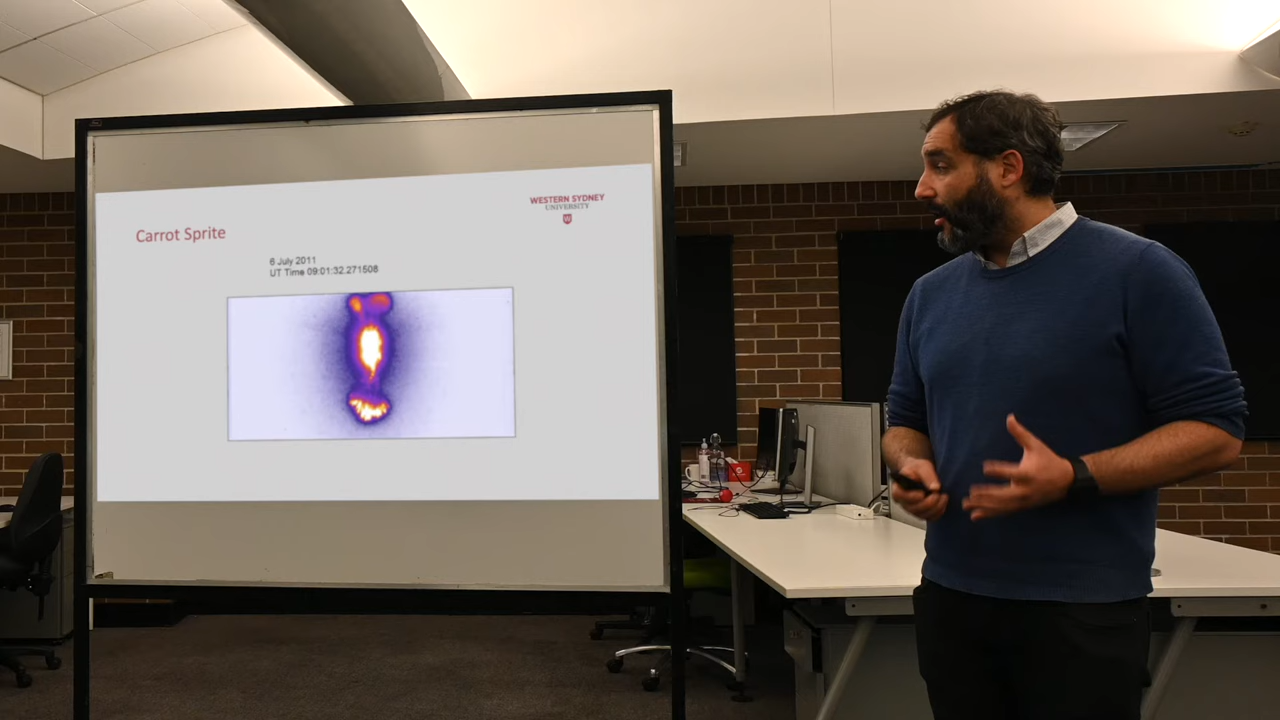 WESTERN SYDNEY
UNIVERSITY
Carrot Sprite
6 July 2011
UT Time 09:01:32.271508